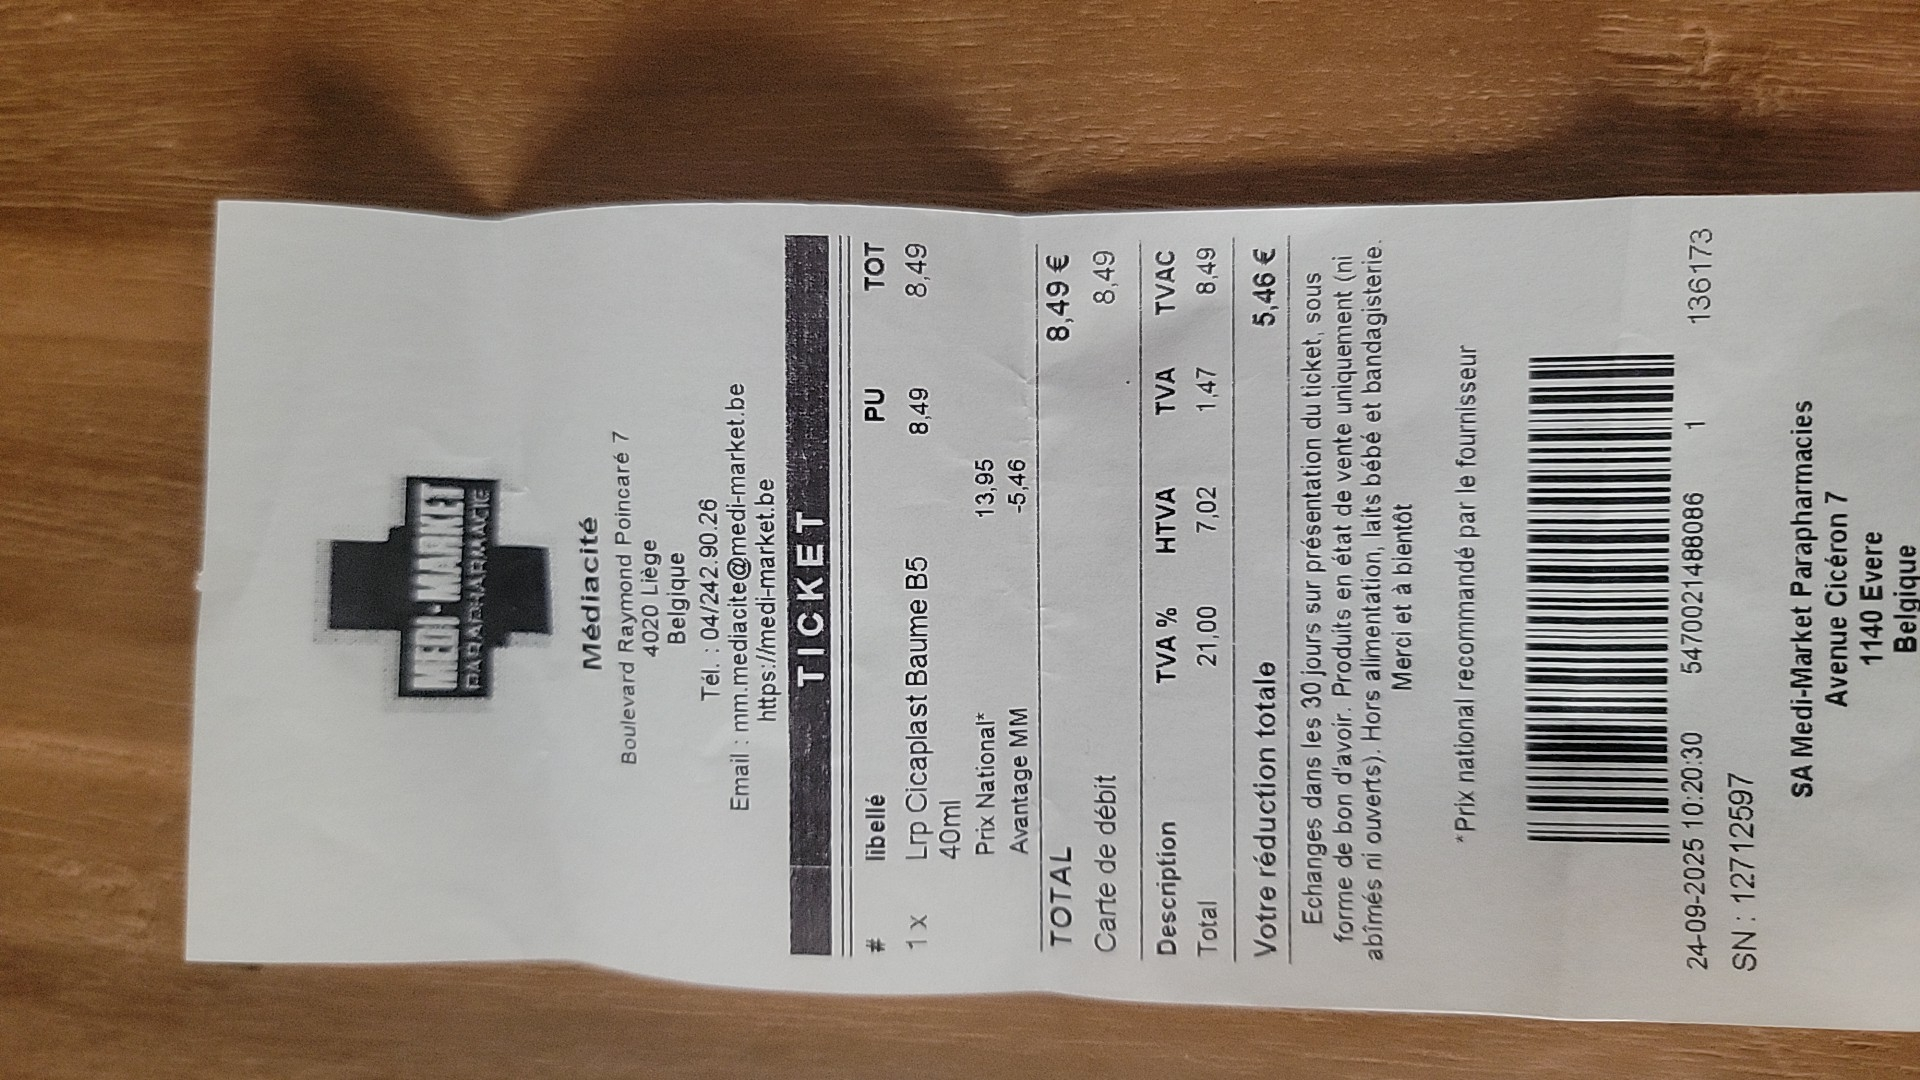 MEDI-MARKET
PARAPHARMACIE
Médiacité
Boulevard Raymond Poincaré 7
4020 Liège
Belgique
Tél. : 04/242.90.26
Email : mm.mediacite@medi-market.be
https://medi-market.be
TICKET
# libellé PU TOT
1 x Lrp Cicaplast Baume B5 8,49 8,49
40ml
Prix National* 13,95
Avantage MM -5,46
TOTAL 8,49 €
Carte de débit 8,49
Description TVA % HTVA TVA TVAC
Total 21,00 7,02 1,47 8,49
Votre réduction totale 5,46 €
Echanges dans les 30 jours sur présentation du ticket, sous
forme de bon d'avoir. Produits en état de vente uniquement (ni
abîmés ni ouverts). Hors alimentation, laits bébé et bandagisterie.
Merci et à bientôt
*Prix national recommandé par le fournisseur
24-09-2025 10:20:30 5470021488086 1 136173
SN : 12712597
SA Medi-Market Parapharmacies
Avenue Cicéron 7
1140 Evere
Belgique